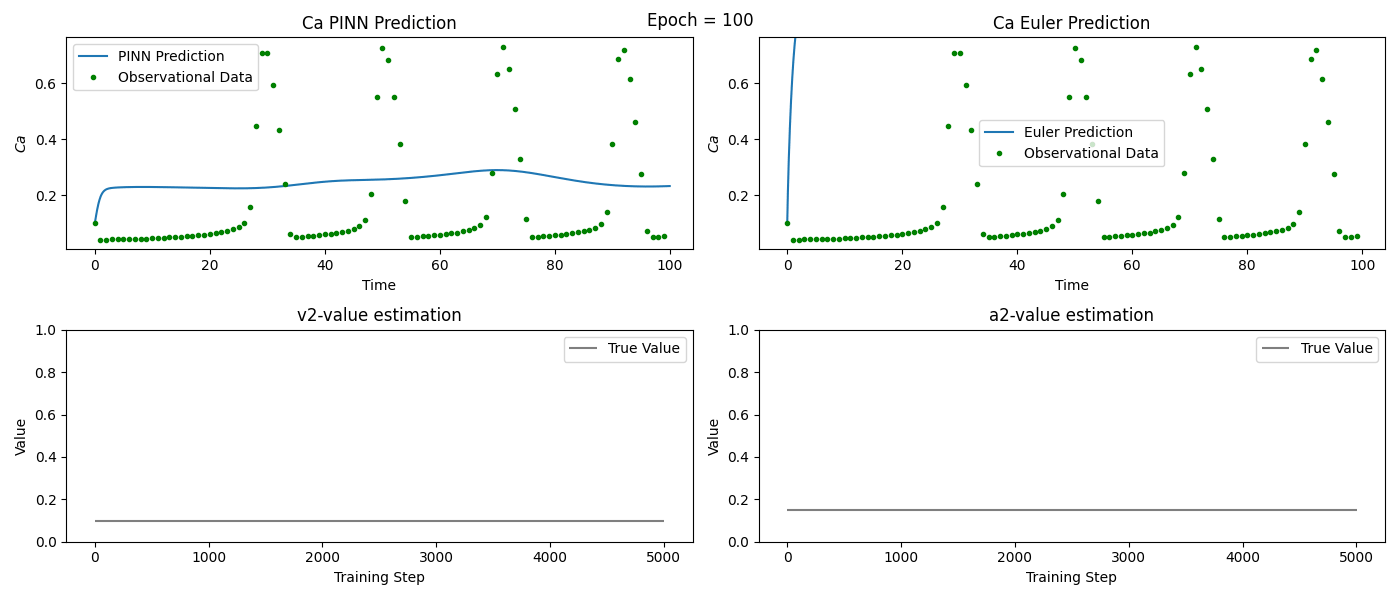 Epoch = 100
Ca PINN Prediction
PINN Prediction
Observational Data
Ca
0.6
0.4
0.2
0 20 40 60 80 100
Time
Ca Euler Prediction
Euler Prediction
Observational Data
Ca
0.6
0.4
0.2
0 20 40 60 80 100
Time
v2-value estimation
True Value
Value
1.0
0.8
0.6
0.4
0.2
0.0
0 1000 2000 3000 4000 5000
Training Step
a2-value estimation
True Value
Value
1.0
0.8
0.6
0.4
0.2
0.0
0 1000 2000 3000 4000 5000
Training Step